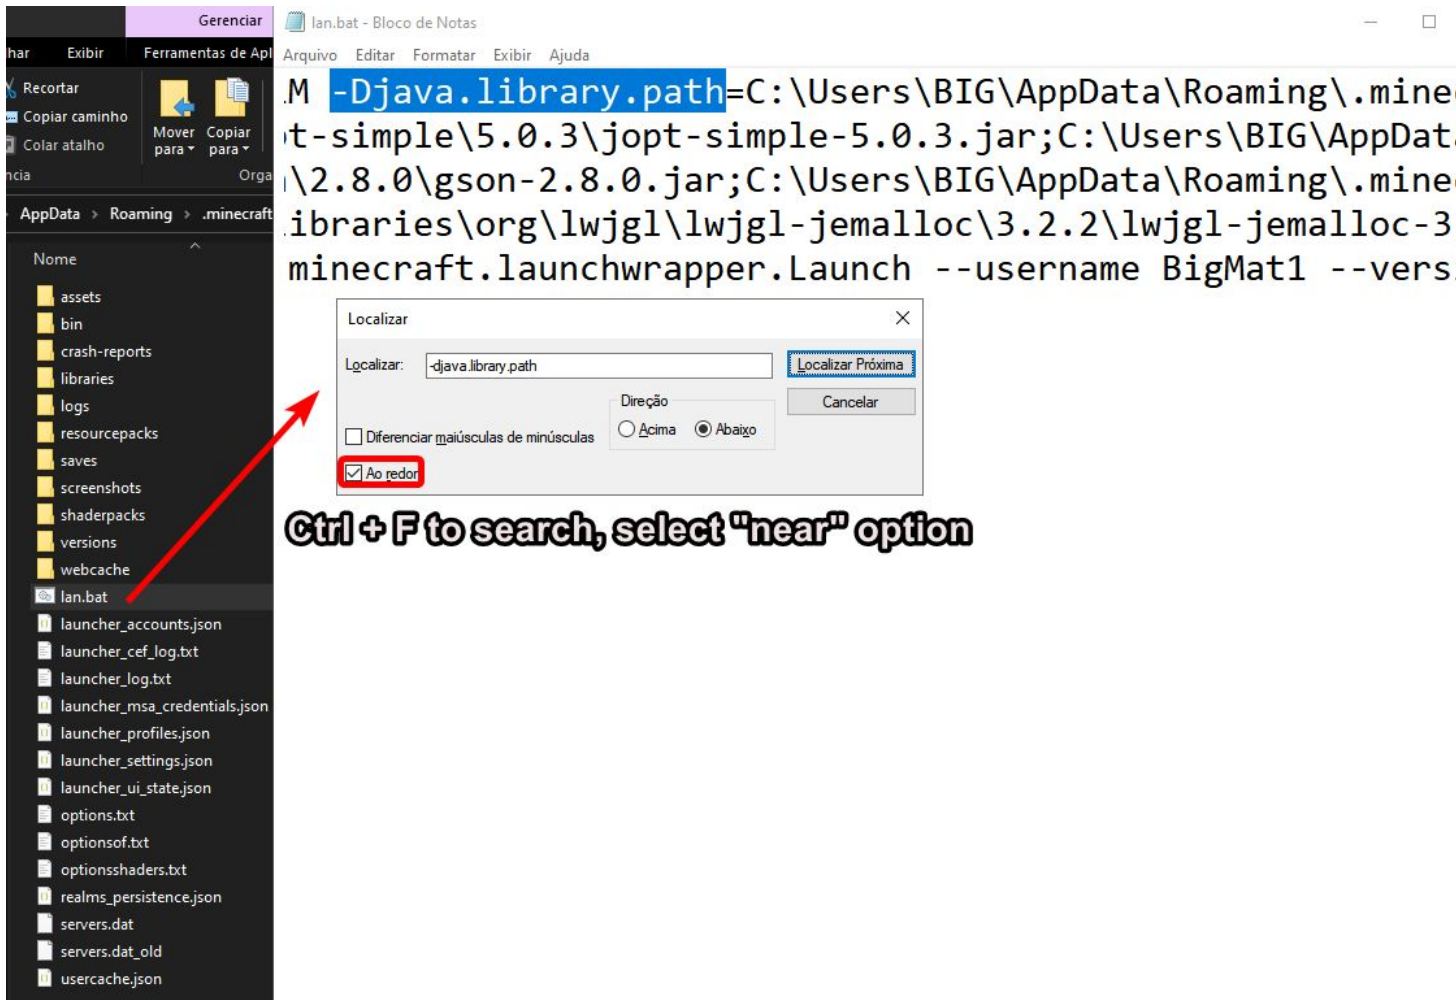 Gerenciar
lan.bat - Bloco de Notas
lhar Exibir Ferramentas de Apl
Arquivo Editar Formatar Exibir Ajuda
Recortar
Copiar caminho
Colar atalho
Mover para
Copiar para
ncia Orga
AppData > Roaming > .minecraft
Nome
assets
bin
crash-reports
libraries
logs
resourcepacks
saves
screenshots
shaderpacks
versions
webcache
lan.bat
launcher_accounts.json
launcher_cef_log.txt
launcher_log.txt
launcher_msa_credentials.json
launcher_profiles.json
launcher_settings.json
launcher_ui_state.json
options.txt
optionsof.txt
optionsshaders.txt
realms_persistence.json
servers.dat
servers.dat_old
usercache.json
M -Djava.library.path=C:\Users\BIG\AppData\Roaming\.mine
t-simple\5.0.3\jopt-simple-5.0.3.jar;C:\Users\BIG\AppDat
\2.8.0\gson-2.8.0.jar;C:\Users\BIG\AppData\Roaming\.mine
ibraries\org\lwjgl\lwjgl-jemalloc\3.2.2\lwjgl-jemalloc-3
minecraft.launchwrapper.Launch --username BigMat1 --vers
Localizar
Localizar: -djava.library.path
Localizar Próxima
Cancelar
Direção
Acima Abaixo
Diferenciar maiúsculas de minúsculas
Ao redor
Ctrl + F to search, select "near" option